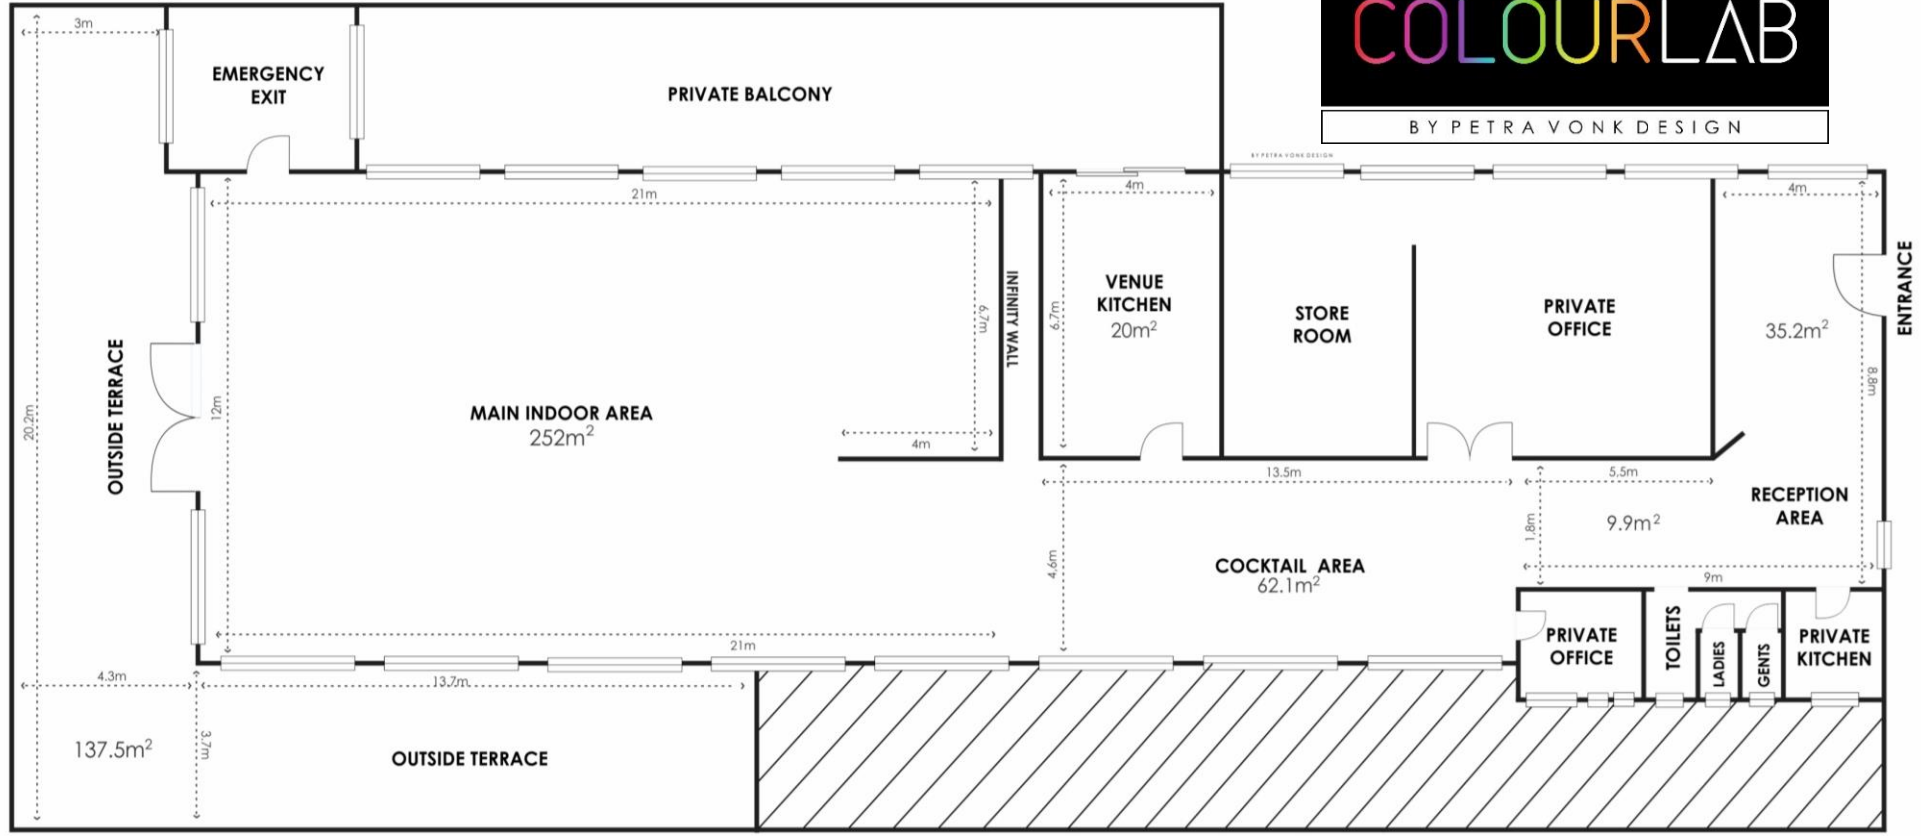 COLOURLAB
BY PETRA VONK DESIGN
BY PETRA VONK DESIGN
3m
EMERGENCY
EXIT
PRIVATE BALCONY
21m
4m
4m
20.2m
OUTSIDE TERRACE
12m
MAIN INDOOR AREA
252m²
6.7m
4m
INFINITY WALL
6.7m
VENUE
KITCHEN
20m²
STORE
ROOM
PRIVATE
OFFICE
35.2m²
8.8m
ENTRANCE
13.5m
5.5m
1.8m
9.9m²
RECEPTION
AREA
4.6m
COCKTAIL AREA
62.1m²
9m
21m
PRIVATE
OFFICE
TOILETS
LADIES
GENTS
PRIVATE
KITCHEN
4.3m
13.7m
137.5m²
3.7m
OUTSIDE TERRACE